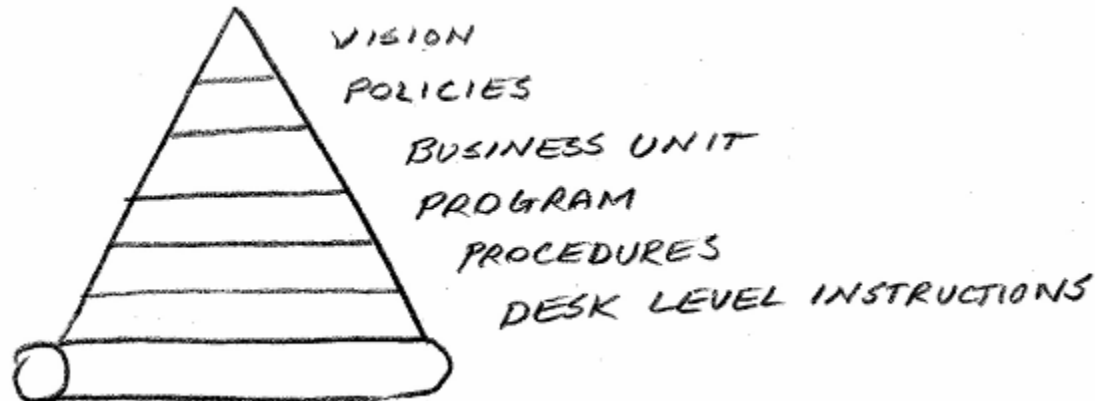 VISION
POLICIES
BUSINESS UNIT
PROGRAM
PROCEDURES
DESK LEVEL INSTRUCTIONS